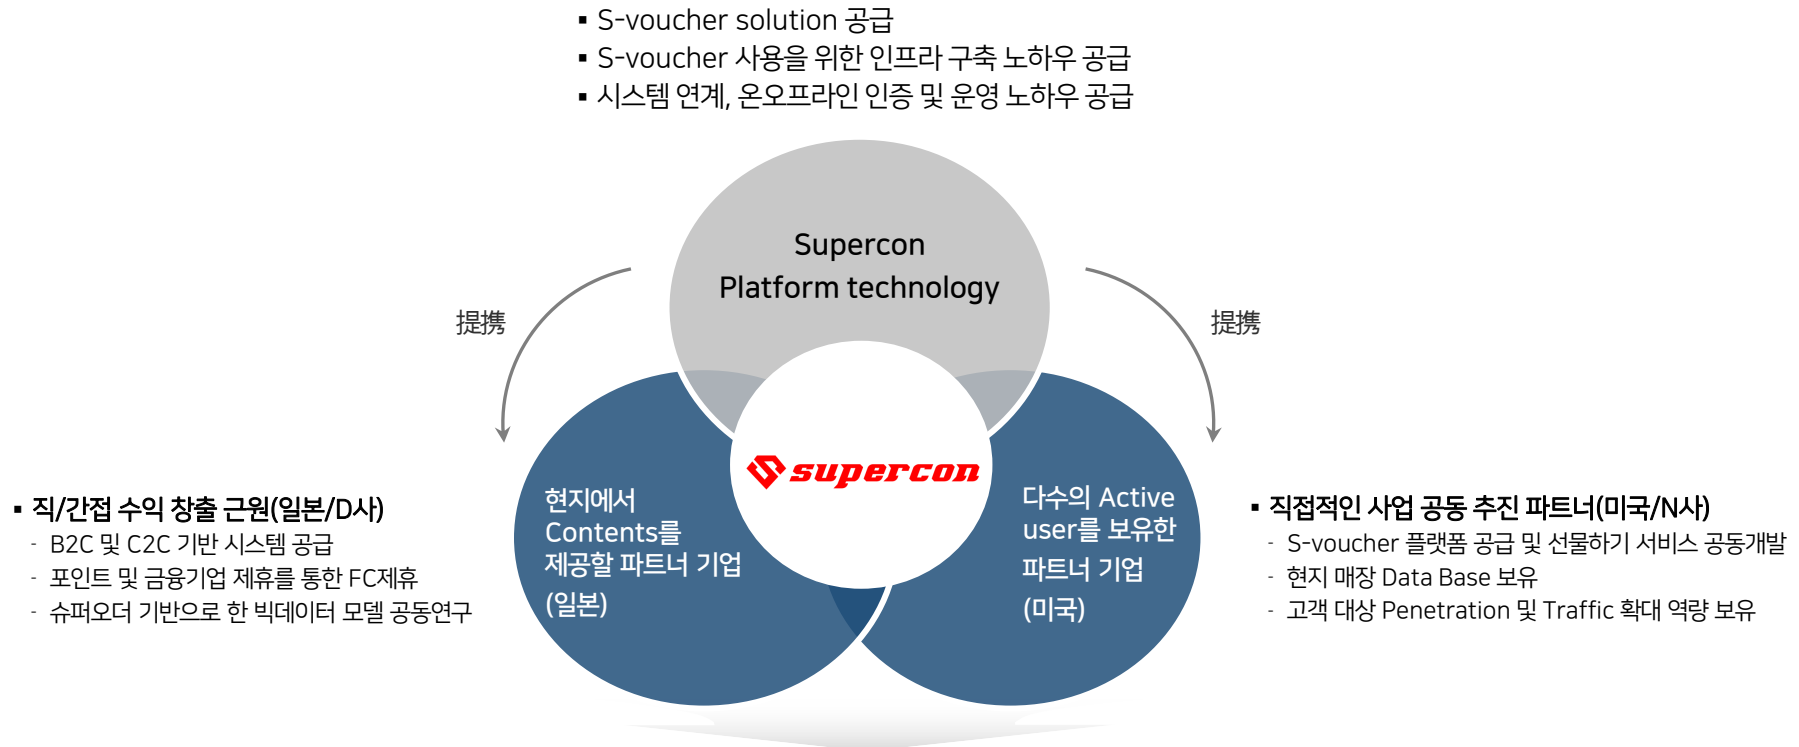 ▪ S-voucher solution 공급
▪ S-voucher 사용을 위한 인프라 구축 노하우 공급
▪ 시스템 연계, 온오프라인 인증 및 운영 노하우 공급
Supercon
Platform technology
提携
提携
supercon
현지에서
Contents를
제공할 파트너 기업
(일본)
다수의 Active
user를 보유한
파트너 기업
(미국)
▪ 직/간접 수익 창출 근원(일본/D사)
- B2C 및 C2C 기반 시스템 공급
- 포인트 및 금융기업 제휴를 통한 FC제휴
- 슈퍼오더 기반으로 한 빅데이터 모델 공동연구
▪ 직접적인 사업 공동 추진 파트너(미국/N사)
- S-voucher 플랫폼 공급 및 선물하기 서비스 공동개발
- 현지 매장 Data Base 보유
- 고객 대상 Penetration 및 Traffic 확대 역량 보유